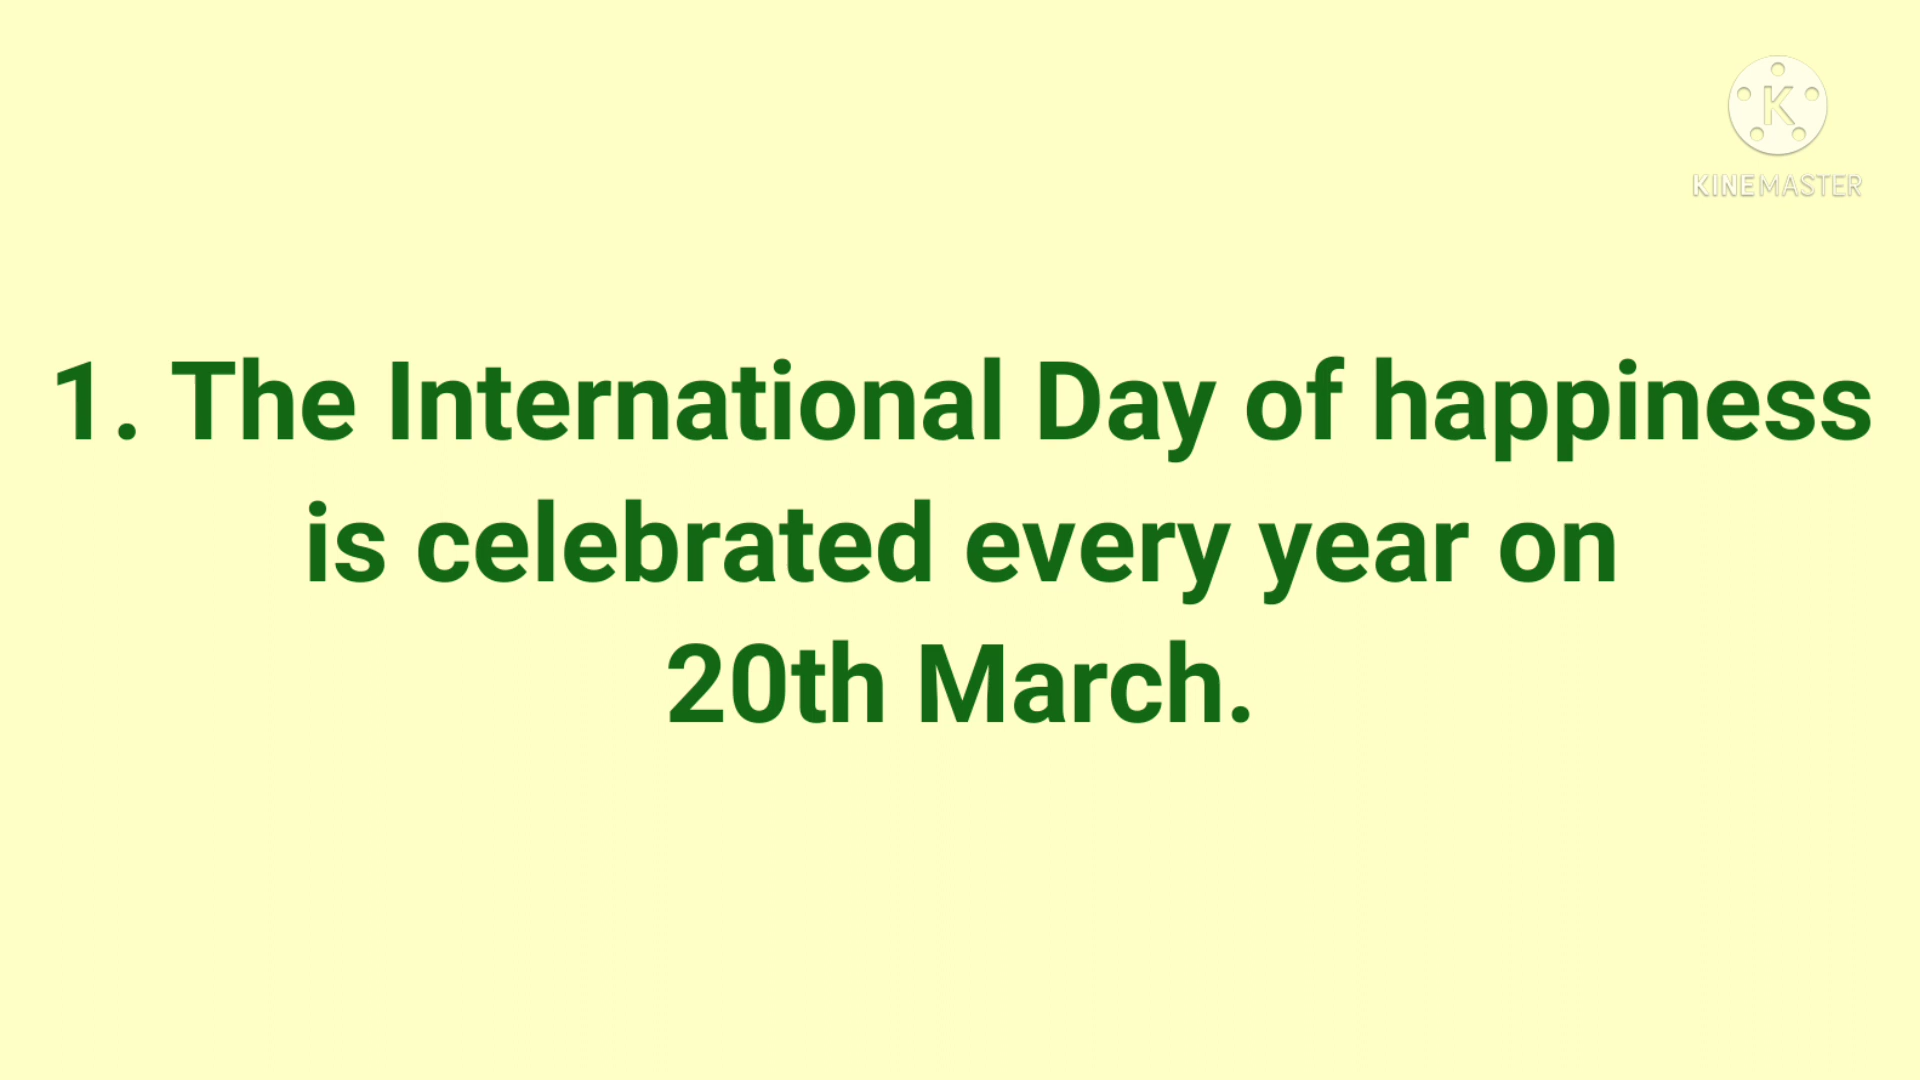 K
KINEMASTER
1. The International Day of happiness
is celebrated every year on
20th March.